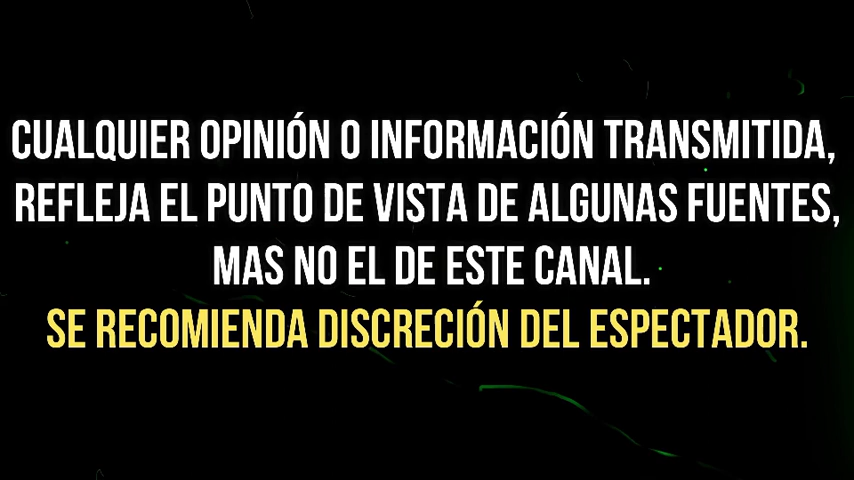 CUALQUIER OPINIÓN O INFORMACIÓN TRANSMITIDA,
REFLEJA EL PUNTO DE VISTA DE ALGUNAS FUENTES,
MAS NO EL DE ESTE CANAL.
SE RECOMIENDA DISCRECIÓN DEL ESPECTADOR.